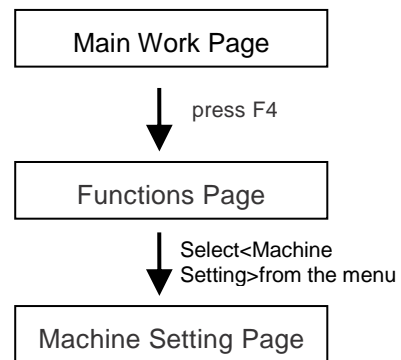 Main Work Page
press F4
Functions Page
Select<Machine
Setting>from the menu
Machine Setting Page